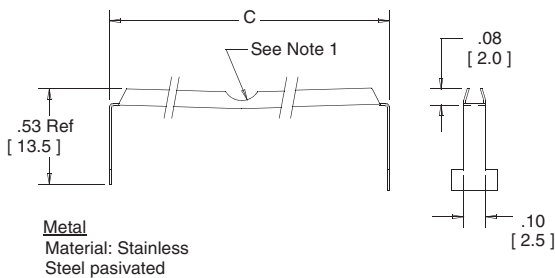 C
See Note 1
.08
[ 2.0 ]
.53 Ref
[ 13.5 ]
.10
[ 2.5 ]
Metal
Material: Stainless
Steel pasivated